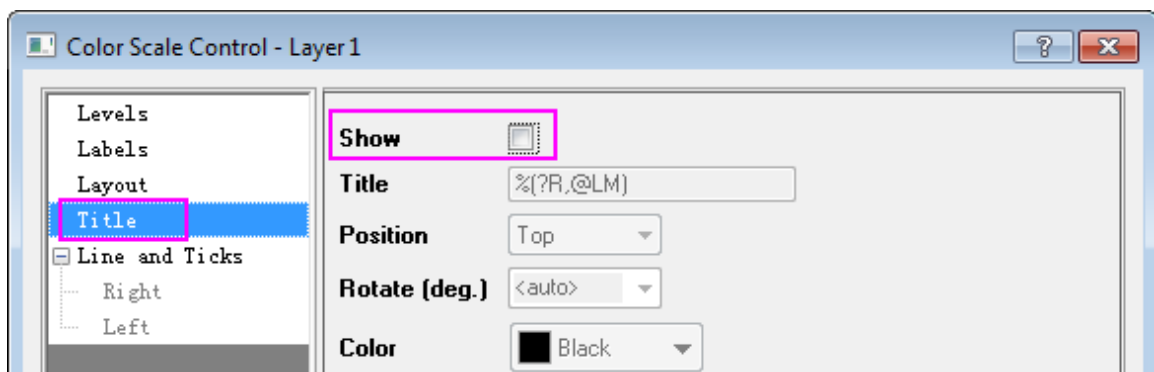 Color Scale Control - Layer 1
Levels
Labels
Layout
Title
Line and Ticks
Right
Left
Show
Title %(?R,@LM)
Position Top
Rotate (deg.) <auto>
Color Black